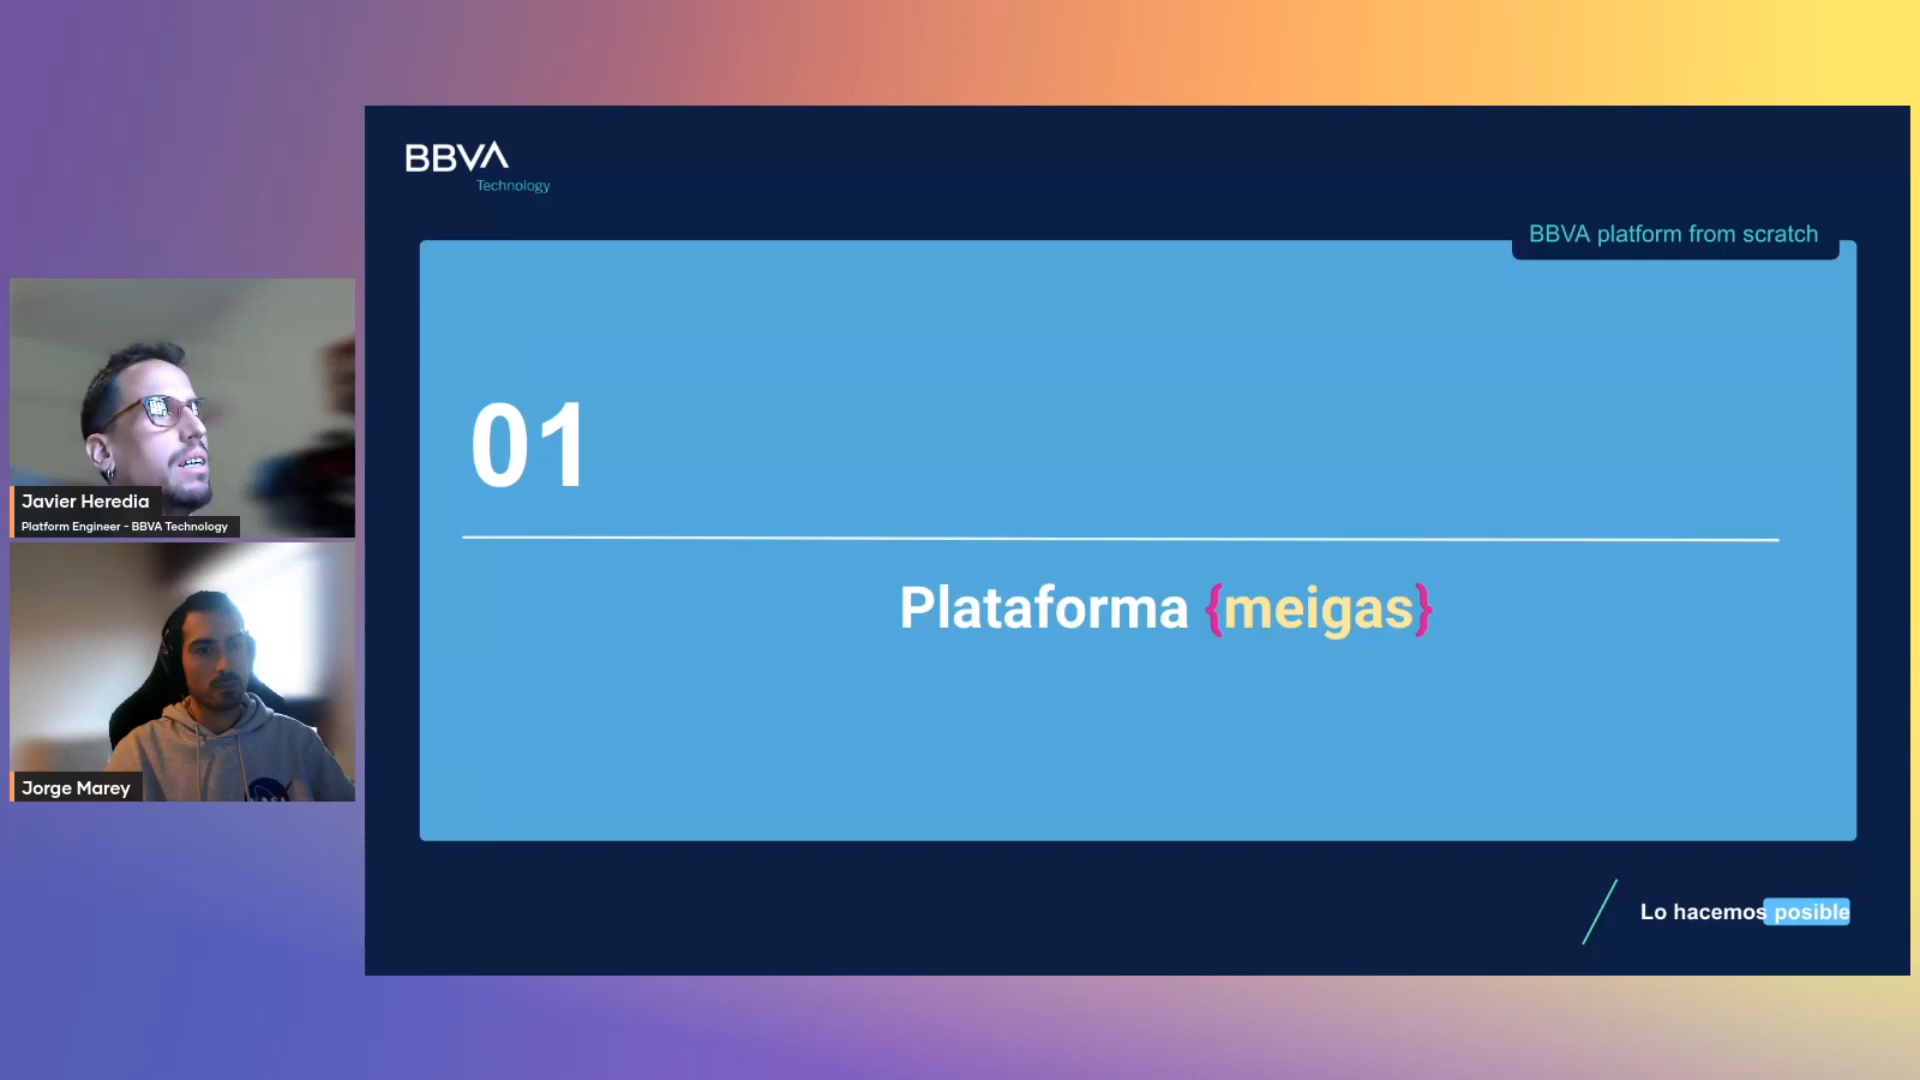 BBVA
Technology
BBVA platform from scratch
01
Plataforma {meigas}
Lo hacemos posible
Javier Heredia
Platform Engineer - BBVA Technology
Jorge Marey
NASA